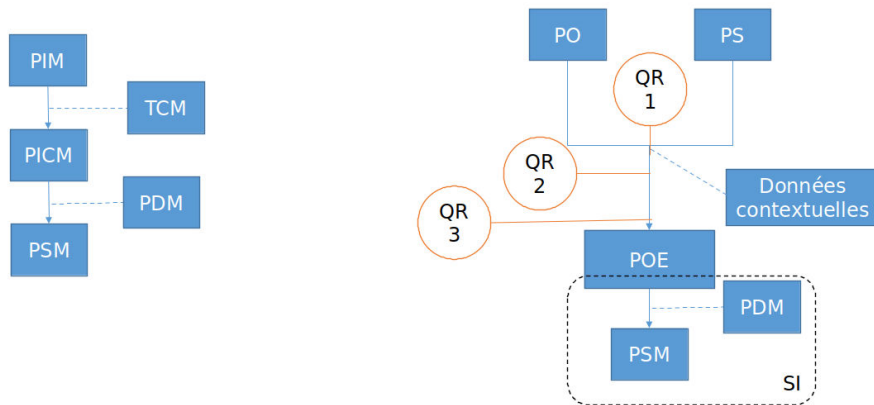 PIM
TCM
PICM
PDM
PSM
PO
PS
QR
1
QR
2
QR
3
Données
contextuelles
POE
PDM
PSM
SI